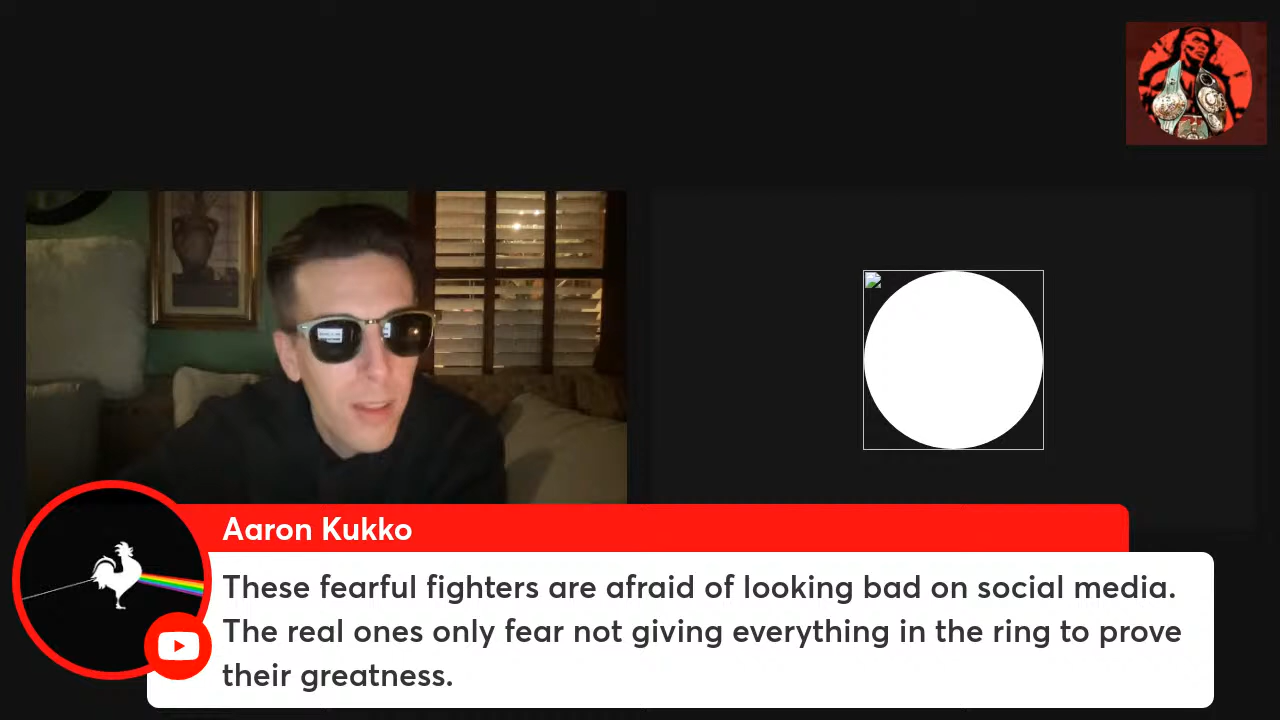 Aaron Kukko
These fearful fighters are afraid of looking bad on social media.
The real ones only fear not giving everything in the ring to prove
their greatness.